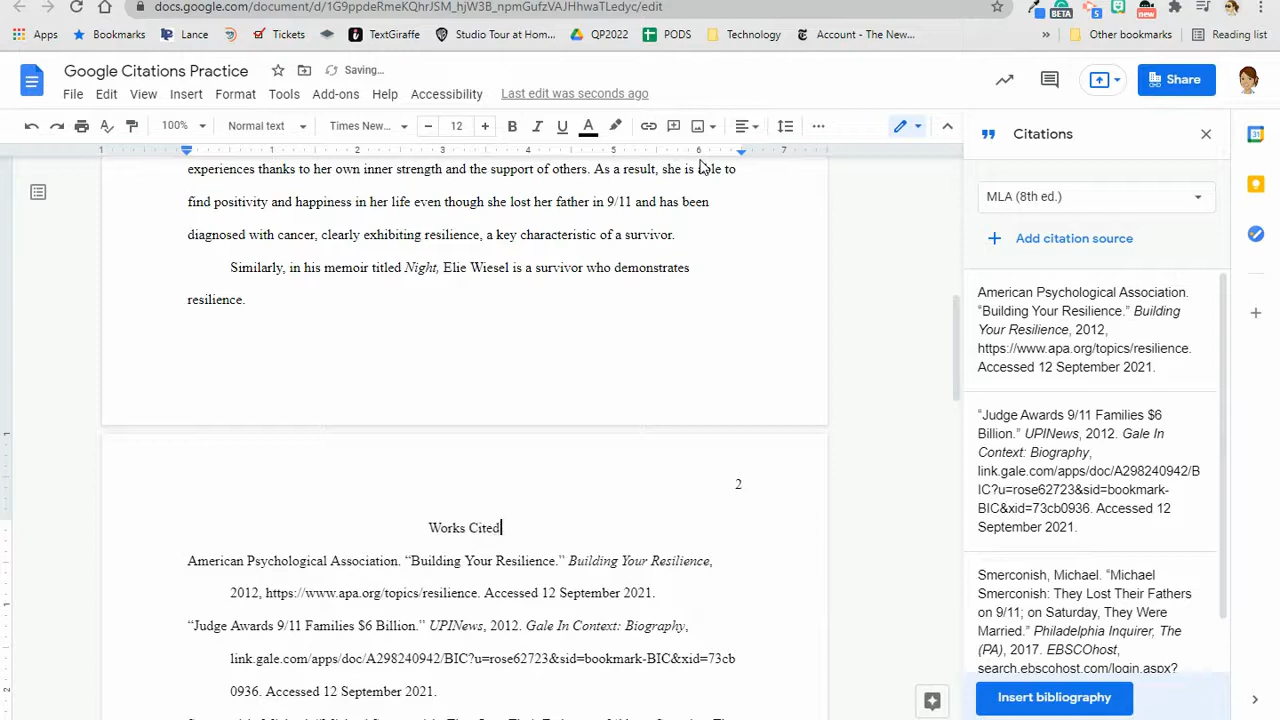 docs.google.com/document/d/1G9ppdeRmeKQhrJSM_hjW3B_npmGufzVAJHhwaTLedyc/edit
BETA
5
new
Apps
Bookmarks
Lance
Tickets
TextGiraffe
Studio Tour at Hom...
QP2022
PODS
Technology
Account - The New...
»
Other bookmarks
Reading list
Google Citations Practice
Saving...
File Edit View Insert Format Tools Add-ons Help Accessibility
Last edit was seconds ago
Share
100%
Normal text
Times New...
12
1 1 2 3 4 5 6 7
experiences thanks to her own inner strength and the support of others. As a result, she is able to
find positivity and happiness in her life even though she lost her father in 9/11 and has been
diagnosed with cancer, clearly exhibiting resilience, a key characteristic of a survivor.
Similarly, in his memoir titled Night, Elie Wiesel is a survivor who demonstrates
resilience.
2
Works Cited
American Psychological Association. “Building Your Resilience.” Building Your Resilience,
2012, https://www.apa.org/topics/resilience. Accessed 12 September 2021.
“Judge Awards 9/11 Families $6 Billion.” UPINews, 2012. Gale In Context: Biography,
link.gale.com/apps/doc/A298240942/BIC?u=rose62723&sid=bookmark-BIC&xid=73cb
0936. Accessed 12 September 2021.
Citations
MLA (8th ed.)
Add citation source
American Psychological Association.
“Building Your Resilience.” Building
Your Resilience, 2012,
https://www.apa.org/topics/resilience.
Accessed 12 September 2021.
“Judge Awards 9/11 Families $6
Billion.” UPINews, 2012. Gale In
Context: Biography,
link.gale.com/apps/doc/A298240942/B
IC?u=rose62723&sid=bookmark-
BIC&xid=73cb0936. Accessed 12
September 2021.
Smerconish, Michael. “Michael
Smerconish: They Lost Their Fathers
on 9/11; on Saturday, They Were
Married.” Philadelphia Inquirer, The
(PA), 2017. EBSCOhost,
search.ebscohost.com/login.aspx?
Insert bibliography